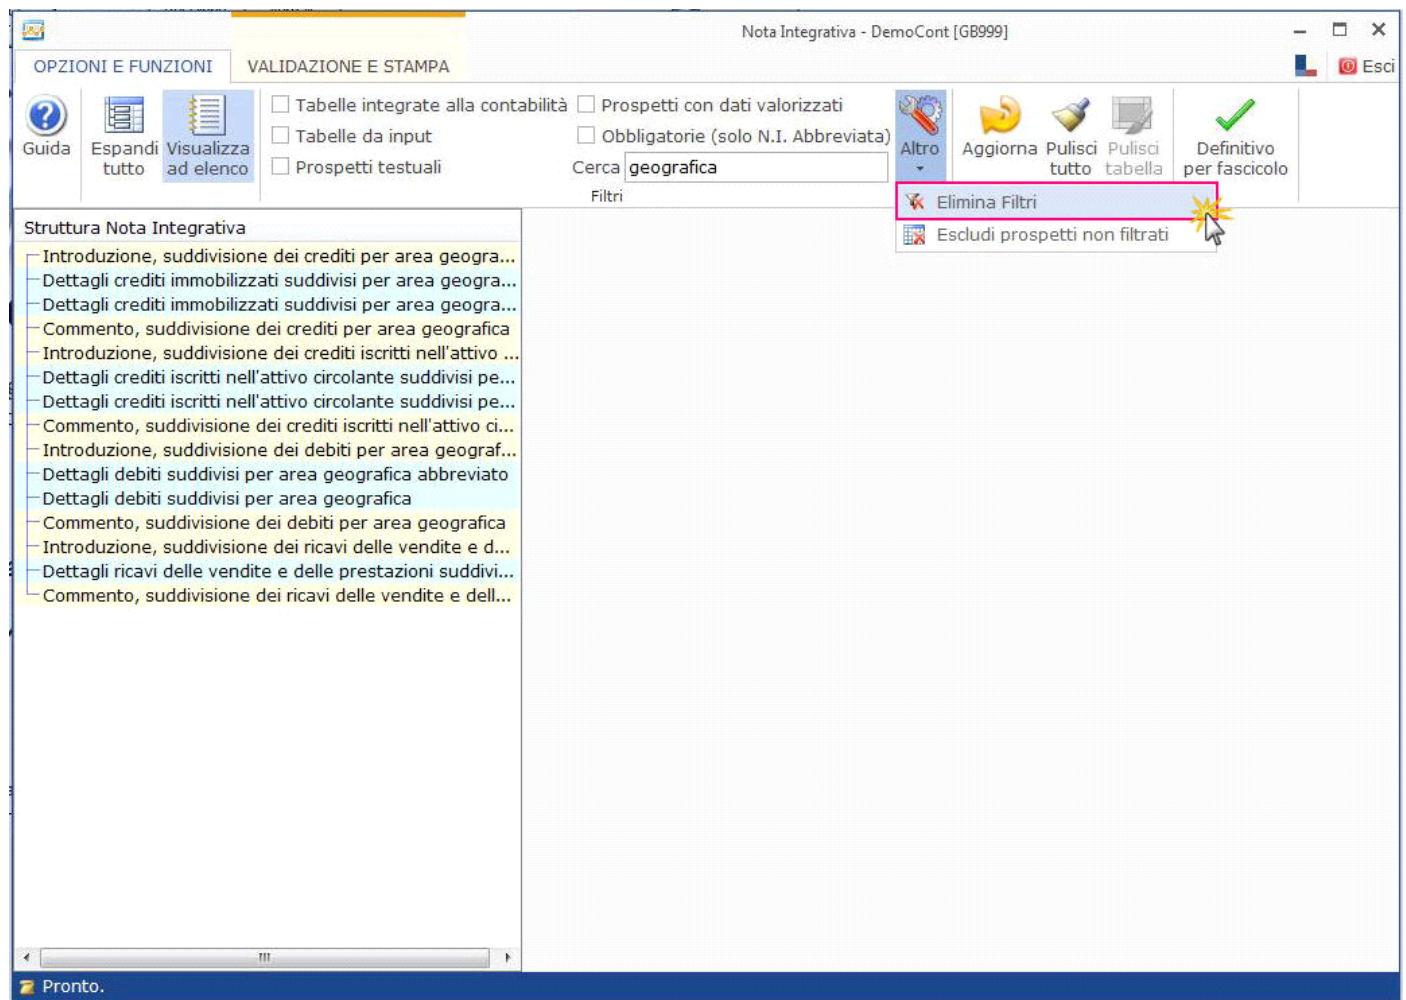 Nota Integrativa - DemoCont [GB999]
OPZIONI E FUNZIONI
VALIDAZIONE E STAMPA
Esci
Guida
Espandi tutto
Visualizza ad elenco
Tabelle integrate alla contabilità
Tabelle da input
Prospetti testuali
Prospetti con dati valorizzati
Obbligatorie (solo N.I. Abbreviata)
Cerca geografica
Filtri
Altro
Aggiorna
Pulisci tutto
Pulisci tabella
Definitivo per fascicolo
Elimina Filtri
Escludi prospetti non filtrati
Struttura Nota Integrativa
Introduzione, suddivisione dei crediti per area geogra...
Dettagli crediti immobilizzati suddivisi per area geogra...
Dettagli crediti immobilizzati suddivisi per area geogra...
Commento, suddivisione dei crediti per area geografica
Introduzione, suddivisione dei crediti iscritti nell'attivo ...
Dettagli crediti iscritti nell'attivo circolante suddivisi pe...
Dettagli crediti iscritti nell'attivo circolante suddivisi pe...
Commento, suddivisione dei crediti iscritti nell'attivo ci...
Introduzione, suddivisione dei debiti per area geograf...
Dettagli debiti suddivisi per area geografica abbreviato
Dettagli debiti suddivisi per area geografica
Commento, suddivisione dei debiti per area geografica
Introduzione, suddivisione dei ricavi delle vendite e d...
Dettagli ricavi delle vendite e delle prestazioni suddivi...
Commento, suddivisione dei ricavi delle vendite e dell...
Pronto.